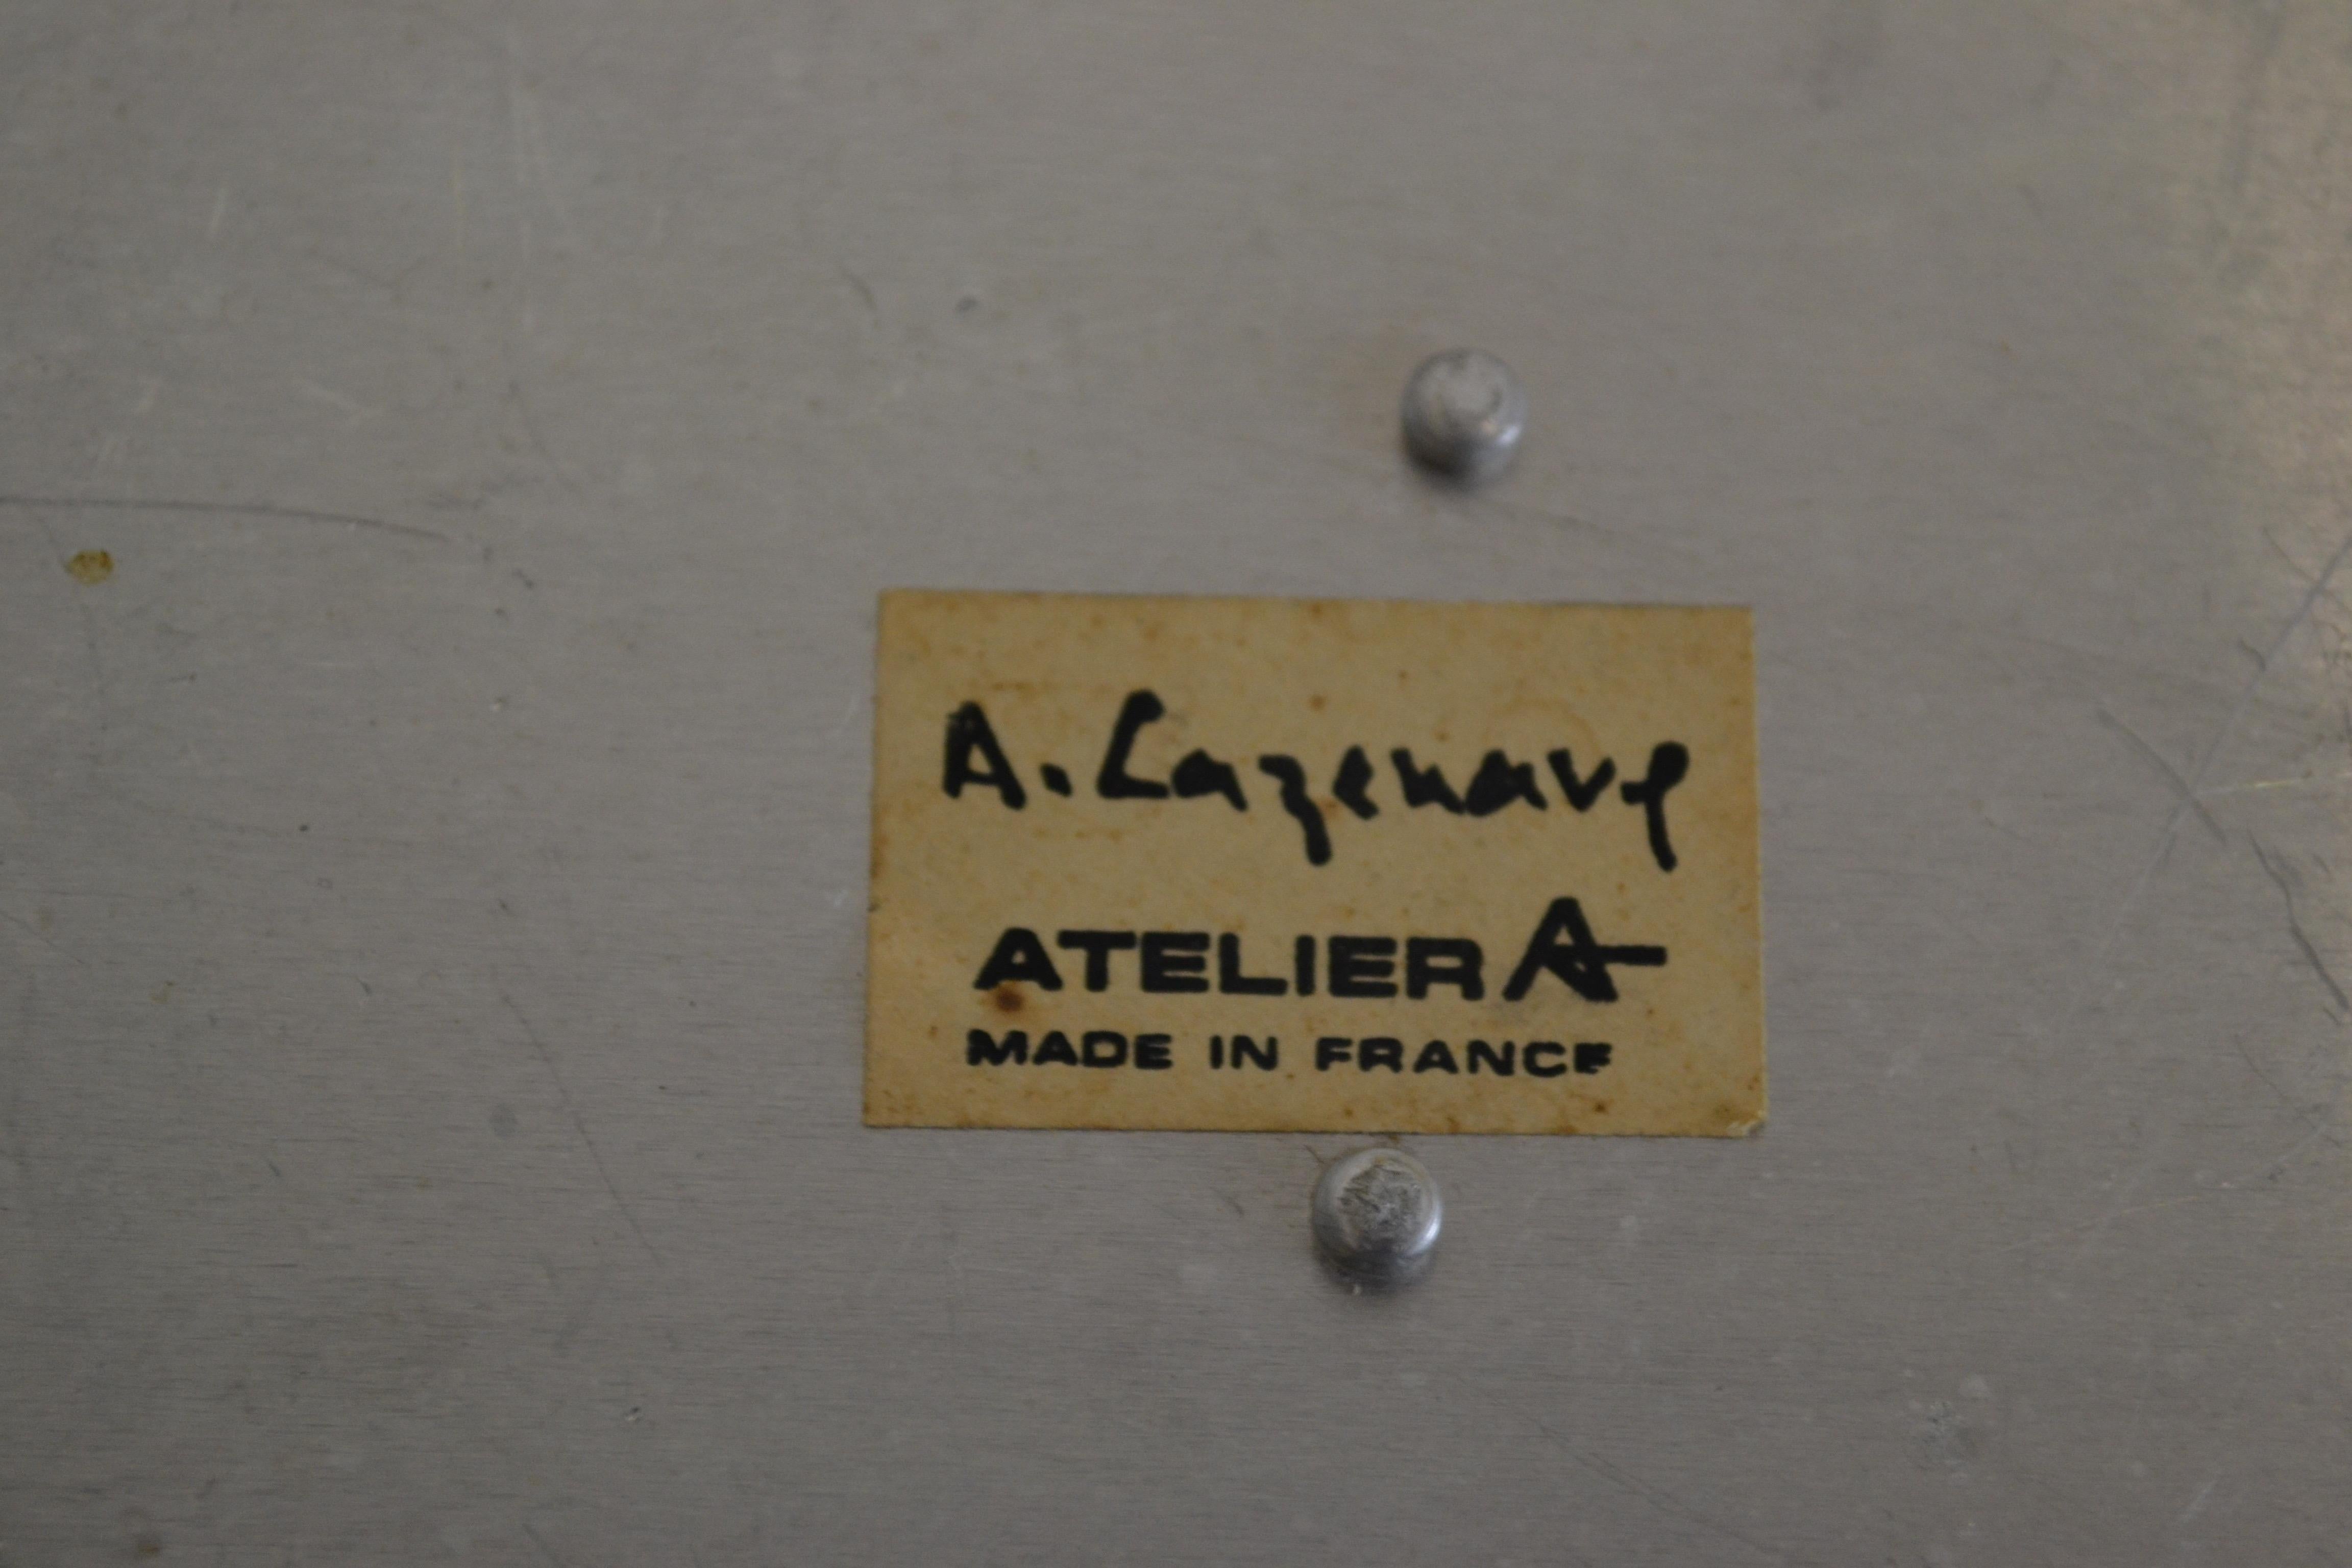 A. Cazenave
ATELIER A
MADE IN FRANCE